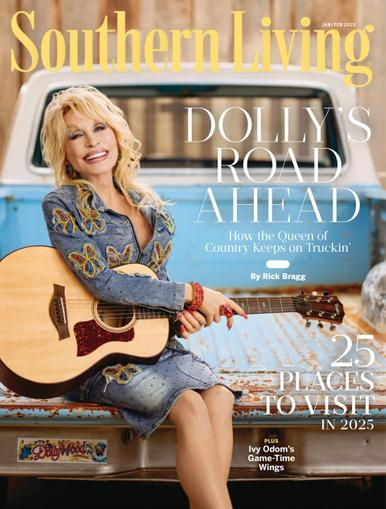 JAN/FEB 2025
Southern Living
DOLLY'S
ROAD
AHEAD
How the Queen of
Country Keeps on Truckin'
By Rick Bragg
25
PLACES
TO VISIT
IN 2025
PLUS
Ivy Odom's
Game-Time
Wings
DollyWood